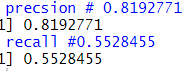 precsion # 0.8192771
1] 0.8192771
recall #0.5528455
1] 0.5528455